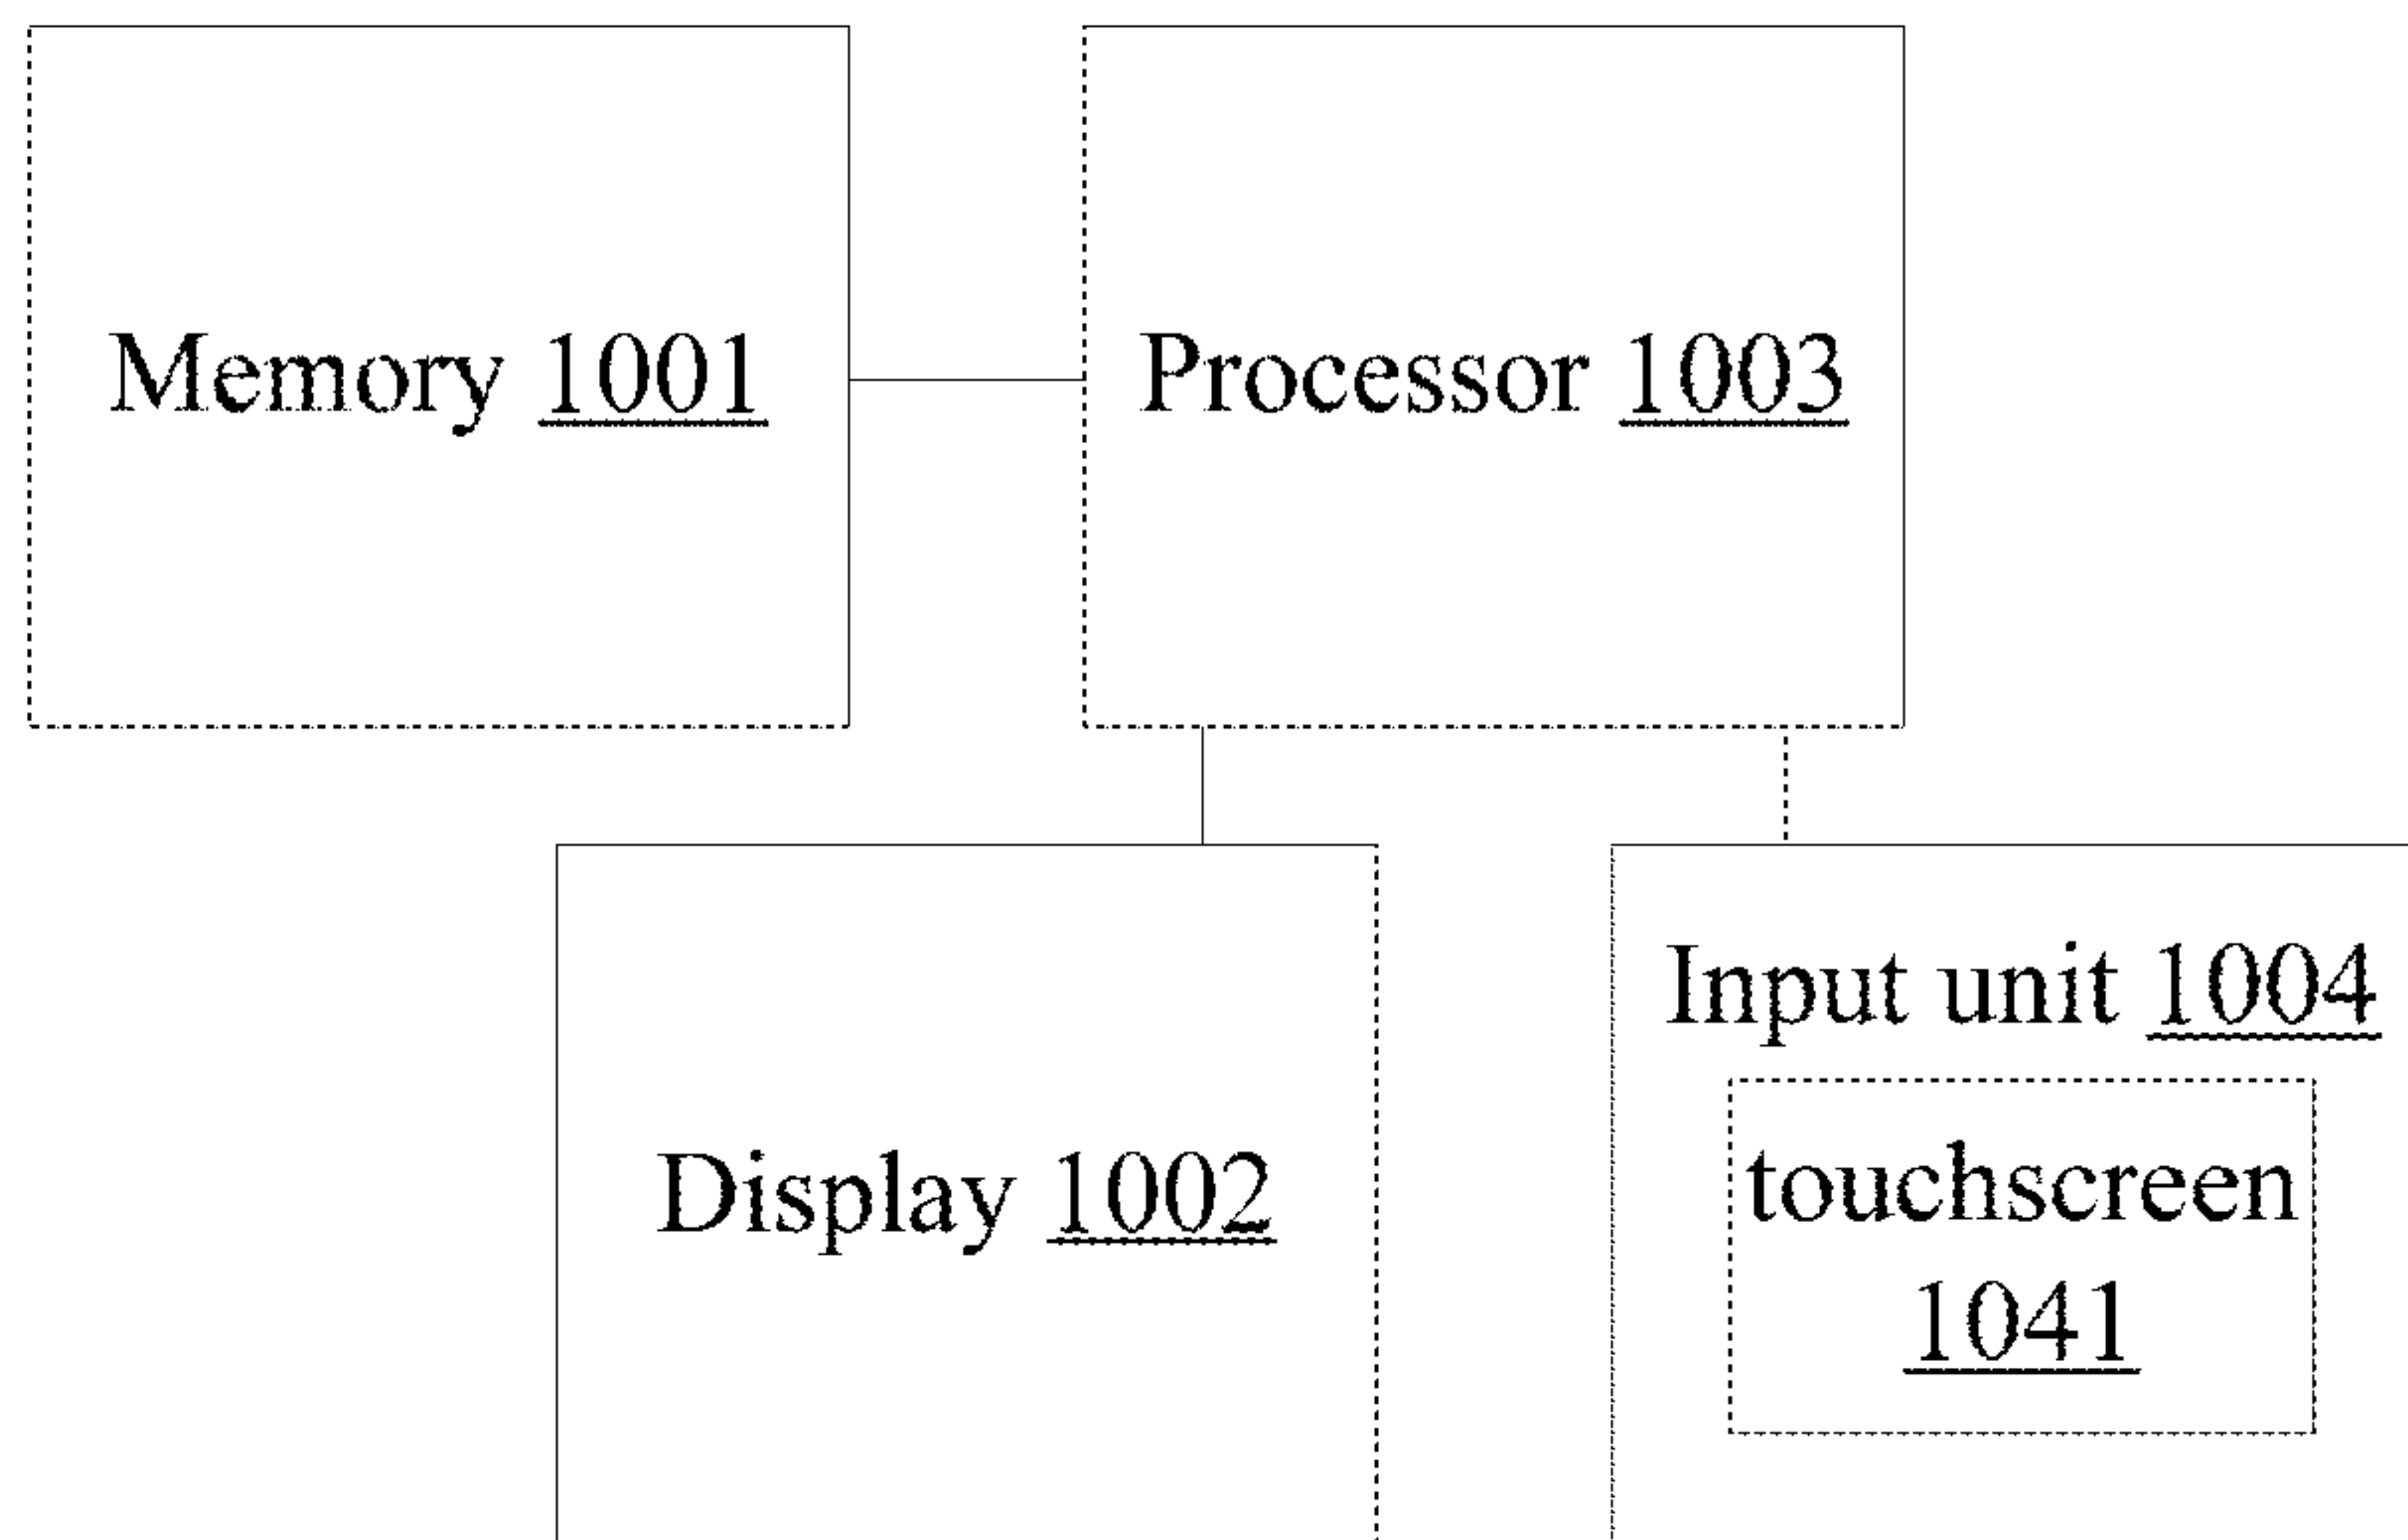 Memory 1001
Processor 1003
Display 1002
Input unit 1004
touchscreen
1041